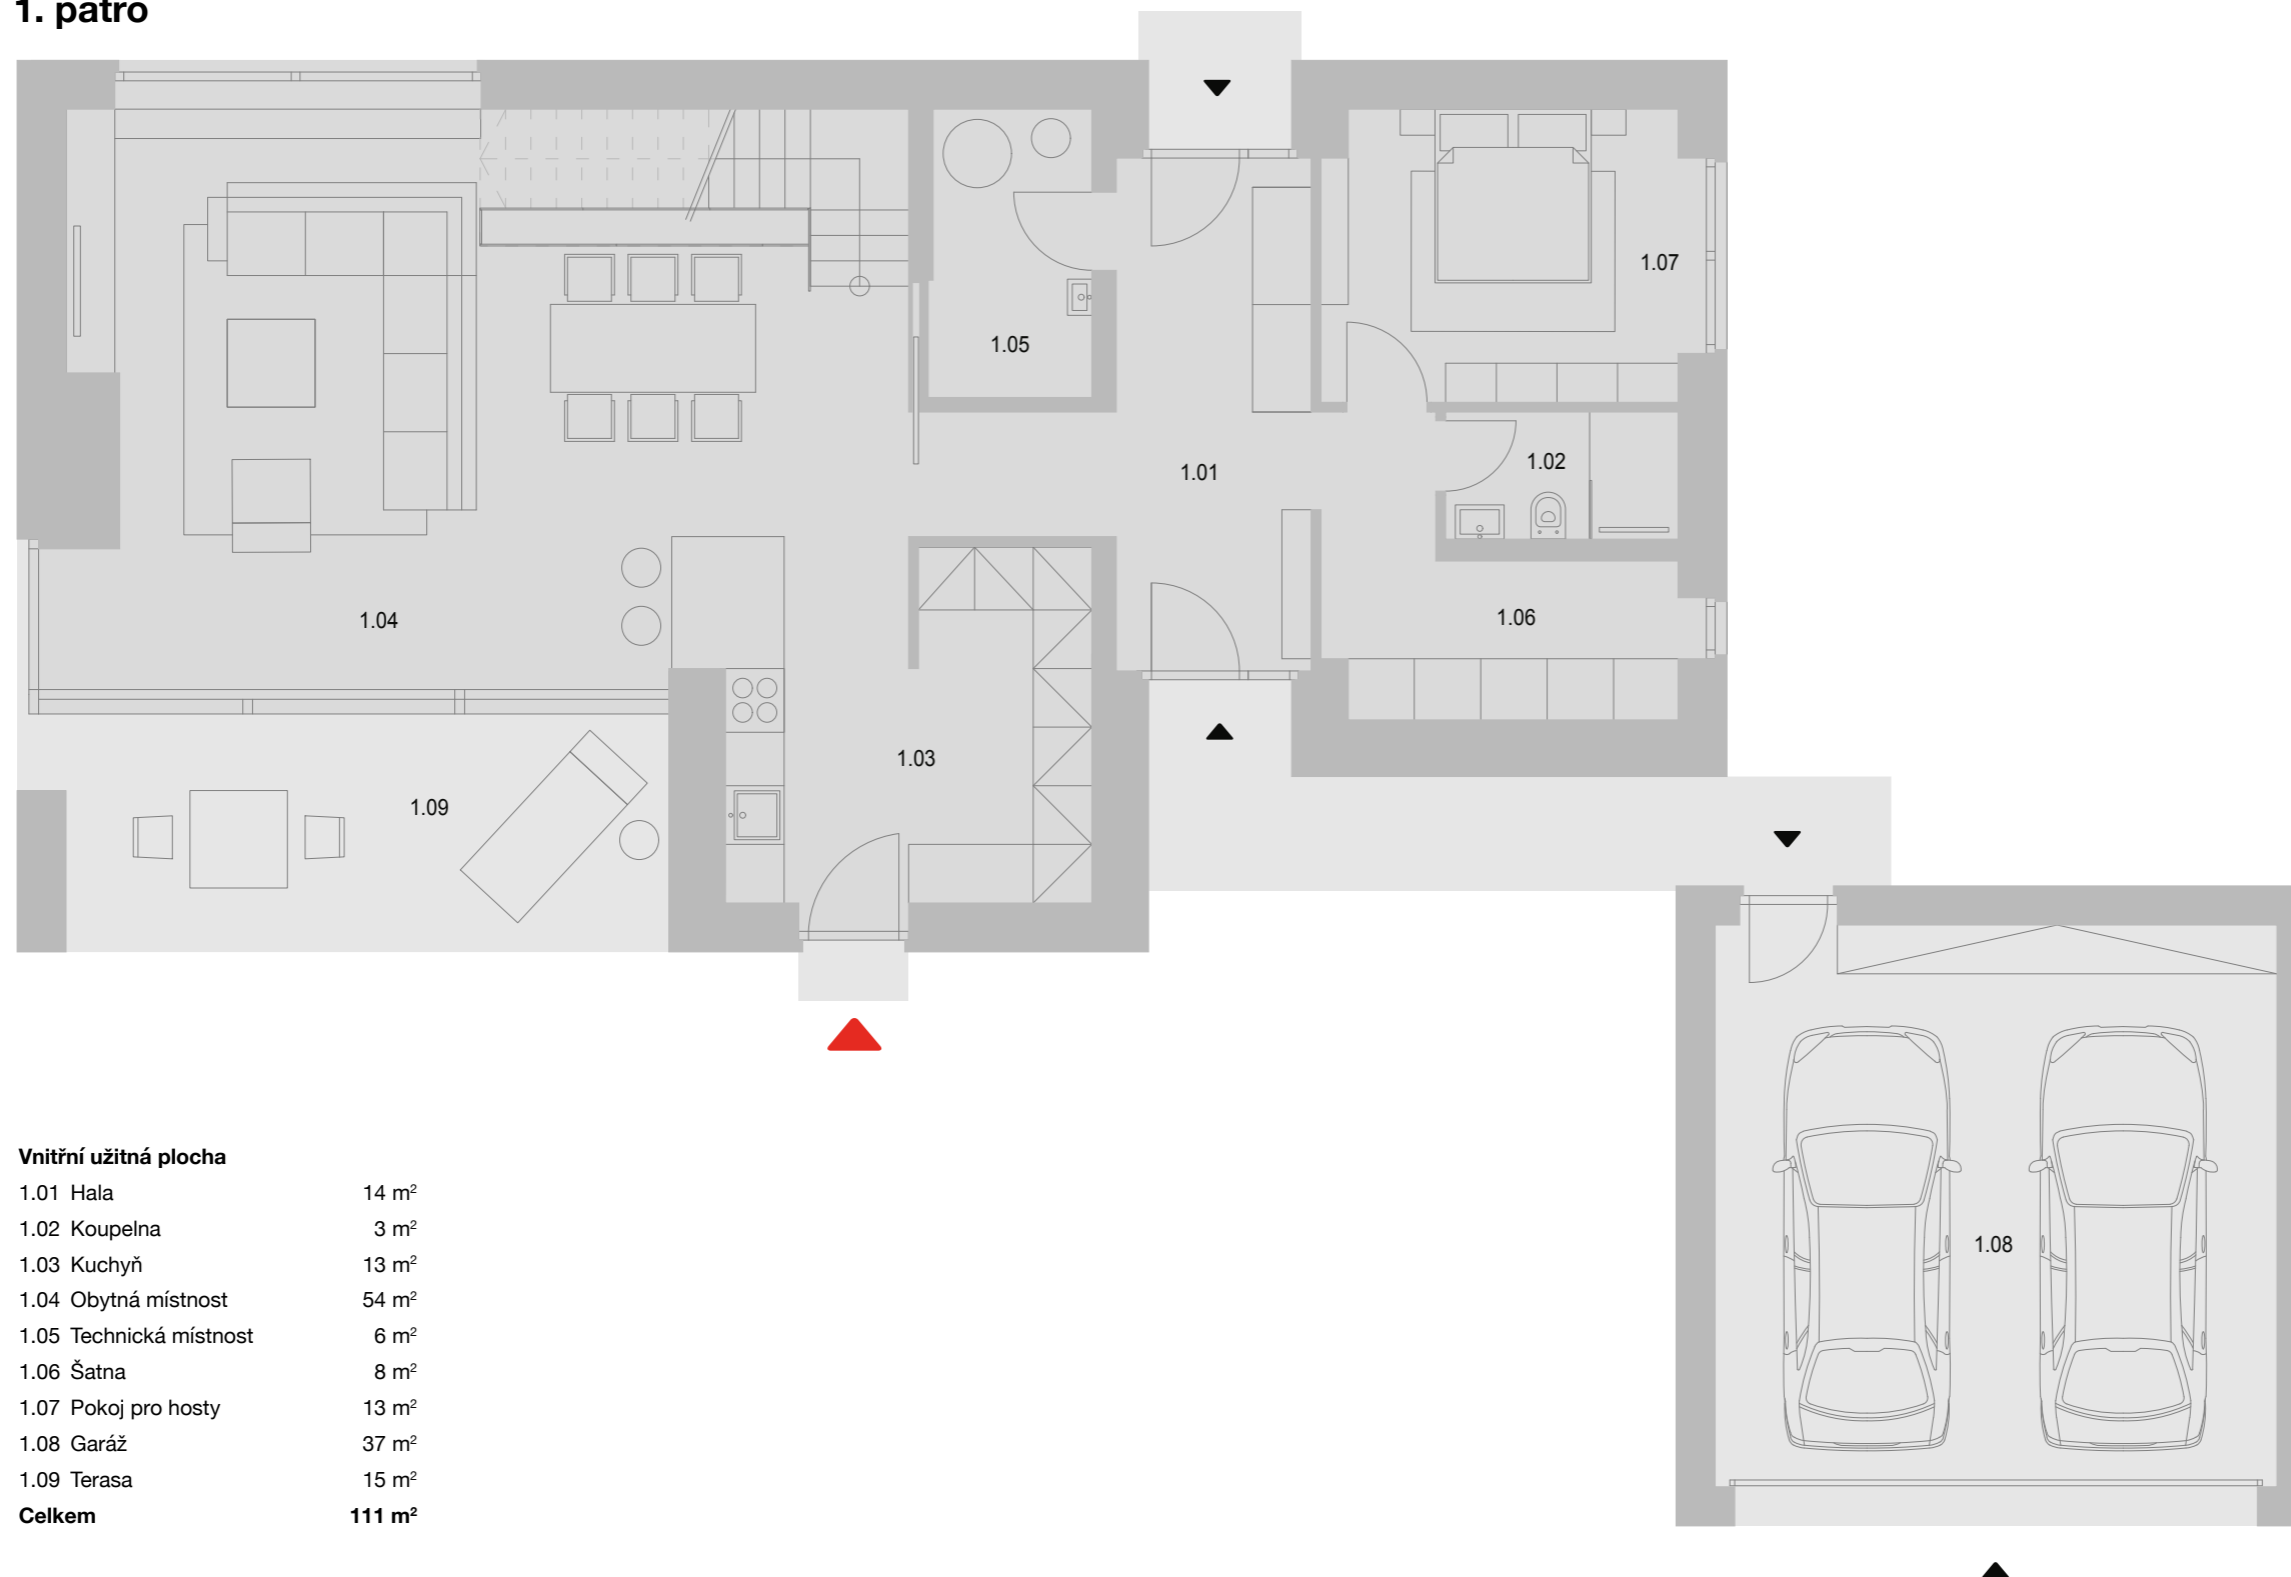 1. patro
1.07
1.05
1.02
1.01
1.06
1.04
1.03
1.09
1.08
Vnitřní užitná plocha
1.01 Hala 14 m²
1.02 Koupelna 3 m²
1.03 Kuchyň 13 m²
1.04 Obytná místnost 54 m²
1.05 Technická místnost 6 m²
1.06 Šatna 8 m²
1.07 Pokoj pro hosty 13 m²
1.08 Garáž 37 m²
1.09 Terasa 15 m²
Celkem 111 m²